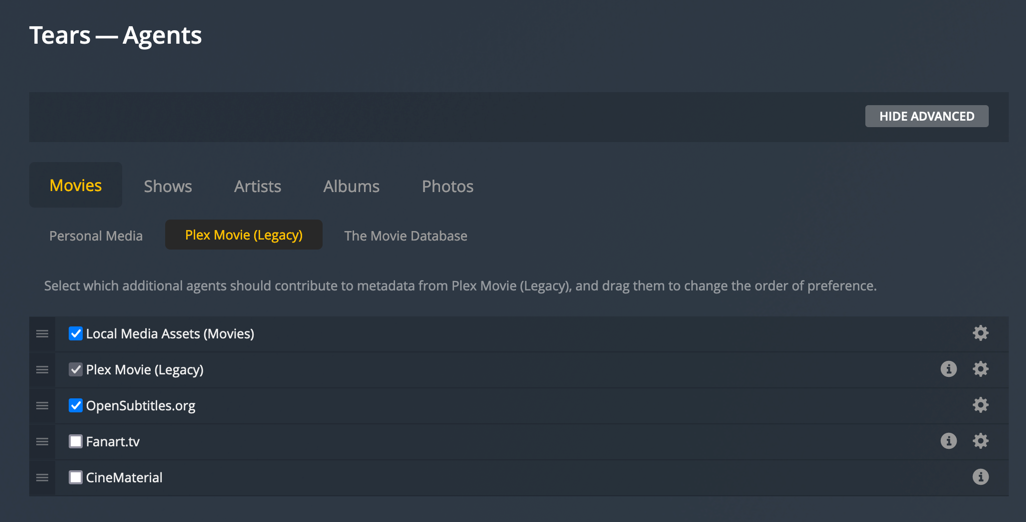 Tears — Agents
HIDE ADVANCED
Movies Shows Artists Albums Photos
Personal Media Plex Movie (Legacy) The Movie Database
Select which additional agents should contribute to metadata from Plex Movie (Legacy), and drag them to change the order of preference.
Local Media Assets (Movies)
Plex Movie (Legacy)
OpenSubtitles.org
Fanart.tv
CineMaterial